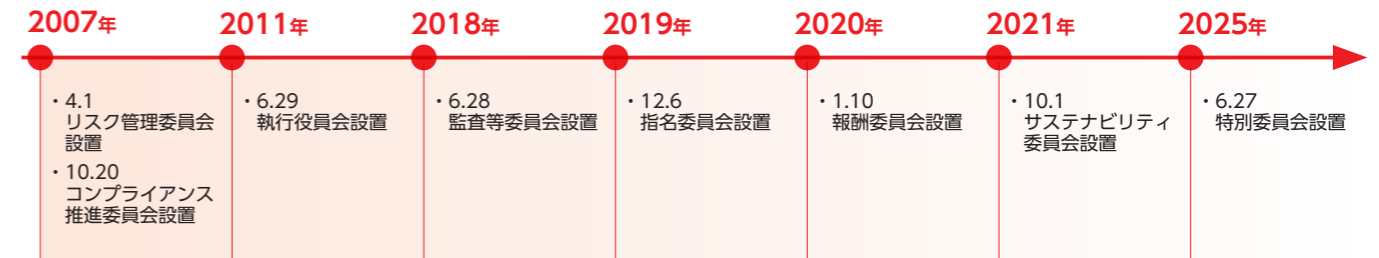 2007年
・4.1
リスク管理委員会
設置
・10.20
コンプライアンス
推進委員会設置
2011年
・6.29
執行役員会設置
2018年
・6.28
監査等委員会設置
2019年
・12.6
指名委員会設置
2020年
・1.10
報酬委員会設置
2021年
・10.1
サステナビリティ
委員会設置
2025年
・6.27
特別委員会設置